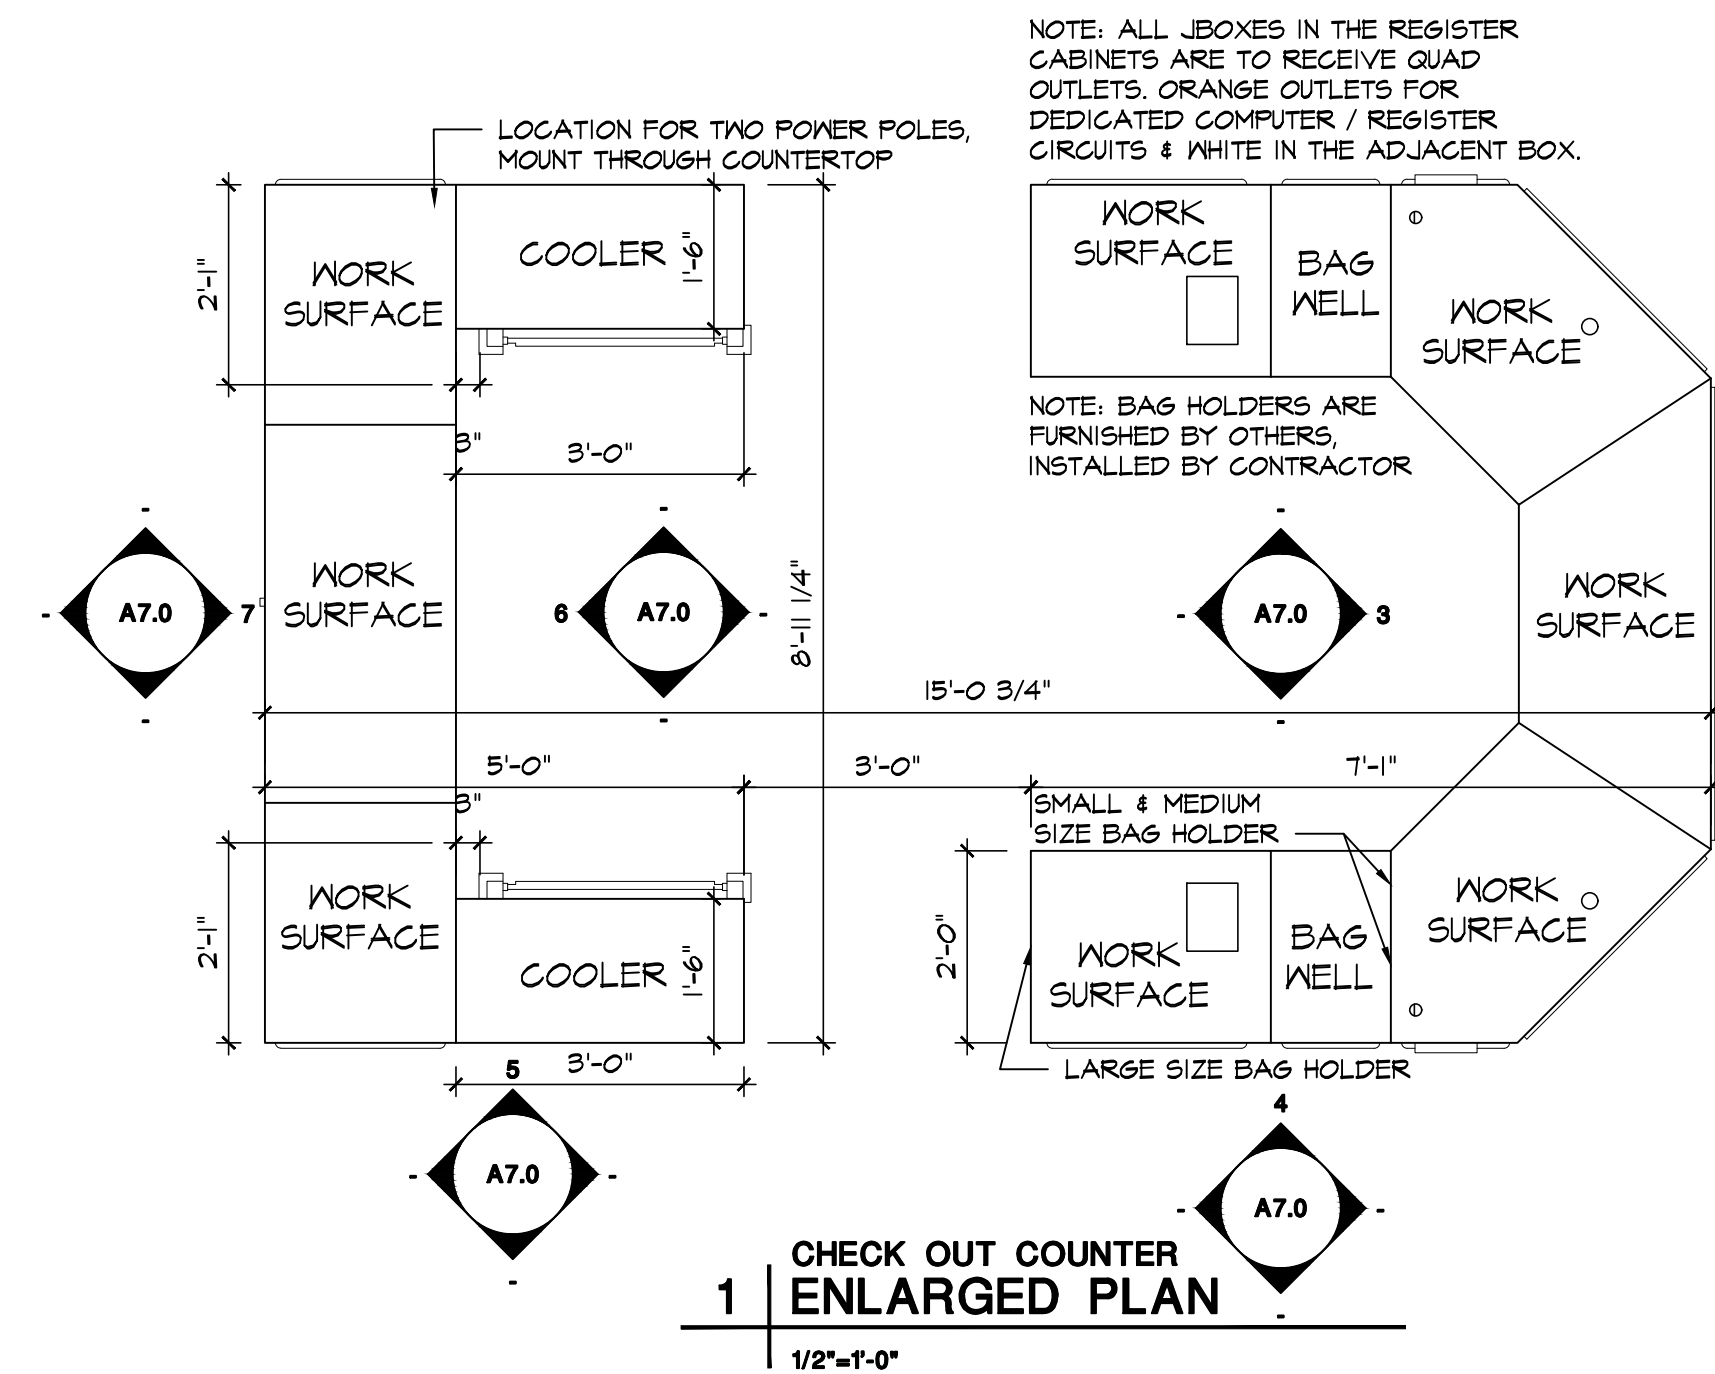 NOTE: ALL JBOXES IN THE REGISTER
CABINETS ARE TO RECEIVE QUAD
OUTLETS. ORANGE OUTLETS FOR
DEDICATED COMPUTER / REGISTER
CIRCUITS & WHITE IN THE ADJACENT BOX.
LOCATION FOR TWO POWER POLES,
MOUNT THROUGH COUNTERTOP
2'-1"
WORK
SURFACE
COOLER
1'-6"
WORK
SURFACE
BAG
WELL
WORK
SURFACE
3"
3'-0"
NOTE: BAG HOLDERS ARE
FURNISHED BY OTHERS,
INSTALLED BY CONTRACTOR
-
-
-
- A7.0 7
WORK
SURFACE
6 A7.0 -
8'-11 1/4"
- A7.0 3
WORK
SURFACE
-
-
-
15'-0 3/4"
5'-0"
3'-0"
7'-1"
3"
SMALL & MEDIUM
SIZE BAG HOLDER
2'-1"
WORK
SURFACE
COOLER
1'-6"
2'-0"
WORK
SURFACE
BAG
WELL
WORK
SURFACE
3'-0"
LARGE SIZE BAG HOLDER
5
- A7.0 -
-
4
- A7.0 -
-
1
CHECK OUT COUNTER
ENLARGED PLAN
1/2"=1'-0"